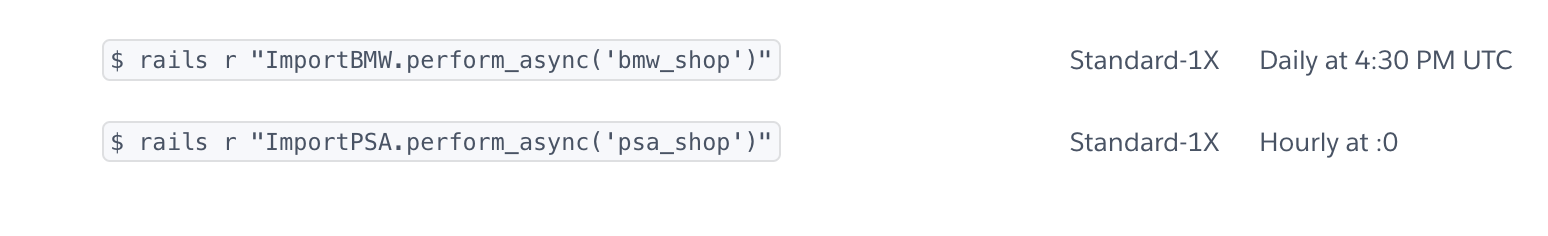 $ rails r "ImportBMW.perform_async('bmw_shop')" Standard-1X Daily at 4:30 PM UTC
$ rails r "ImportPSA.perform_async('psa_shop')" Standard-1X Hourly at :0